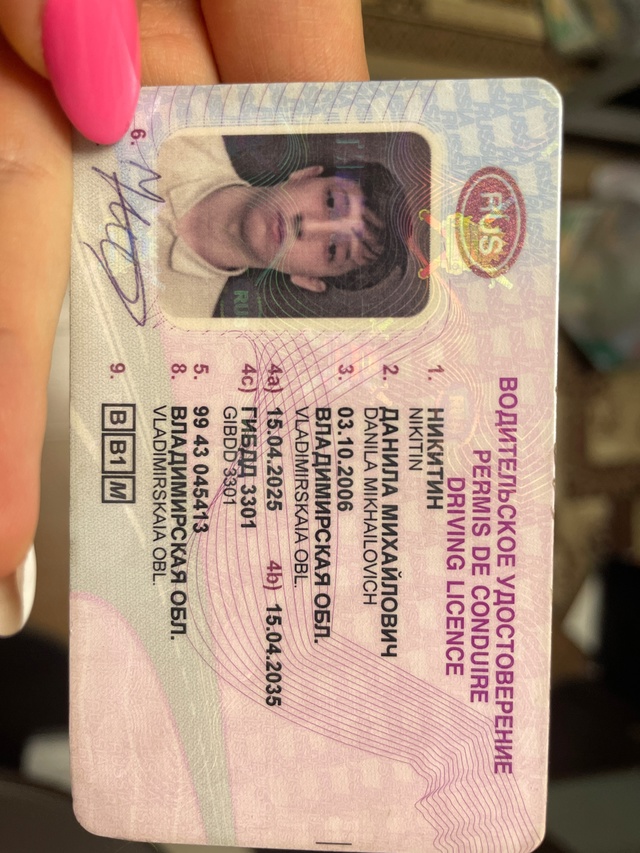 ВОДИТЕЛЬСКОЕ УДОСТОВЕРЕНИЕ
PERMIS DE CONDUIRE
DRIVING LICENCE
RUS
1. НИКИТИН
NIKITIN
2. ДАНИЛА МИХАЙЛОВИЧ
DANILA MIKHAILOVICH
3. 03.10.2006
ВЛАДИМИРСКАЯ ОБЛ.
VLADIMIRSKAIA OBL.
4a) 15.04.2025 4b) 15.04.2035
4c) ГИБДД 3301
GIBDD 3301
5. 99 43 045413
8. ВЛАДИМИРСКАЯ ОБЛ.
VLADIMIRSKAIA OBL.
9. B B1 M
6.